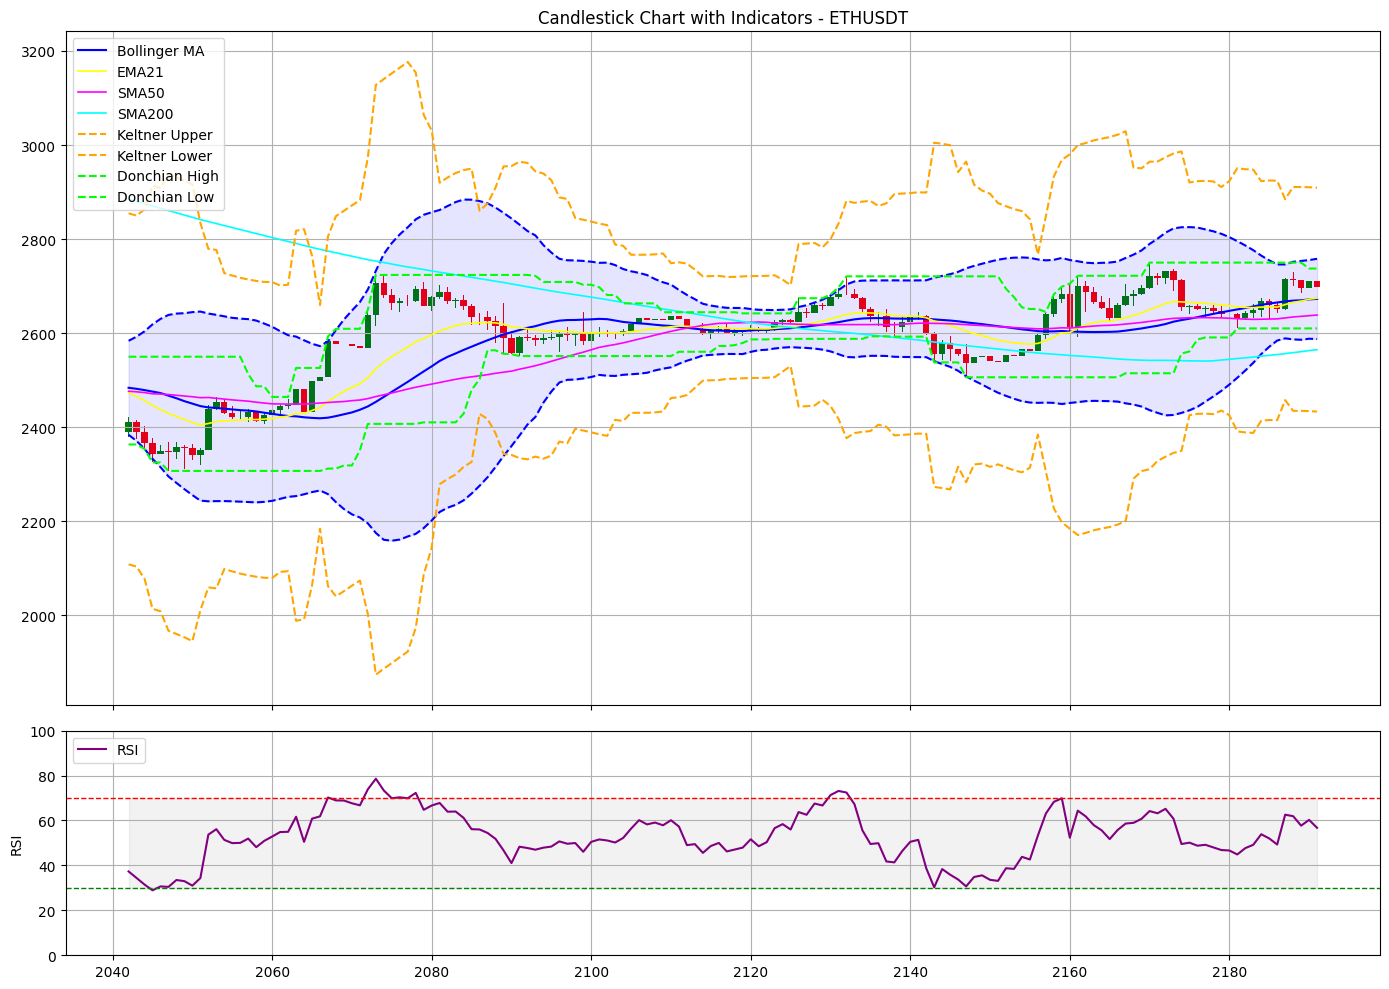 Candlestick Chart with Indicators - ETHUSDT
3200
3000
2800
2600
2400
2200
2000
Bollinger MA
EMA21
SMA50
SMA200
Keltner Upper
Keltner Lower
Donchian High
Donchian Low
100
80
60
40
20
0
RSI
RSI
2040 2060 2080 2100 2120 2140 2160 2180